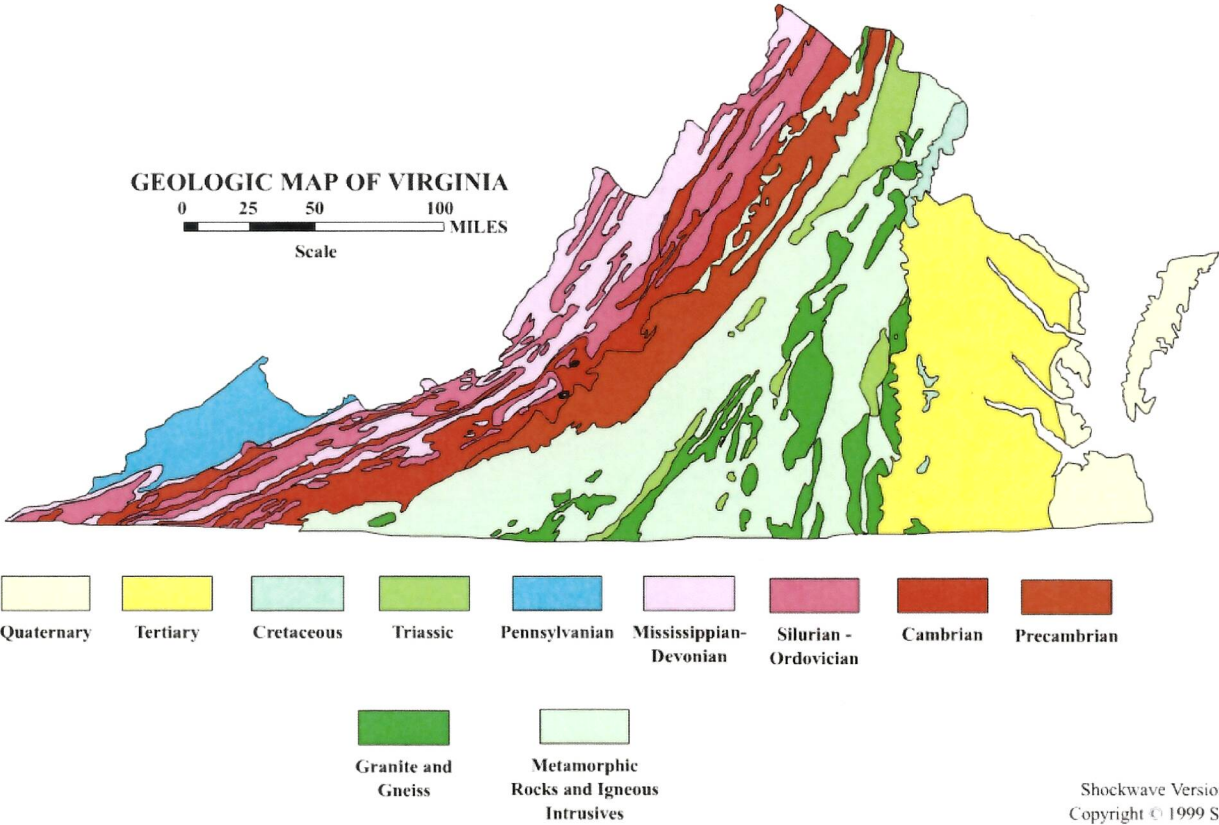 GEOLOGIC MAP OF VIRGINIA
0 25 50 100
MILES
Scale
Quaternary
Tertiary
Cretaceous
Triassic
Pennsylvanian
Mississippian-
Devonian
Silurian -
Ordovician
Cambrian
Precambrian
Granite and
Gneiss
Metamorphic
Rocks and Igneous
Intrusives
Shockwave Versio
Copyright © 1999 S